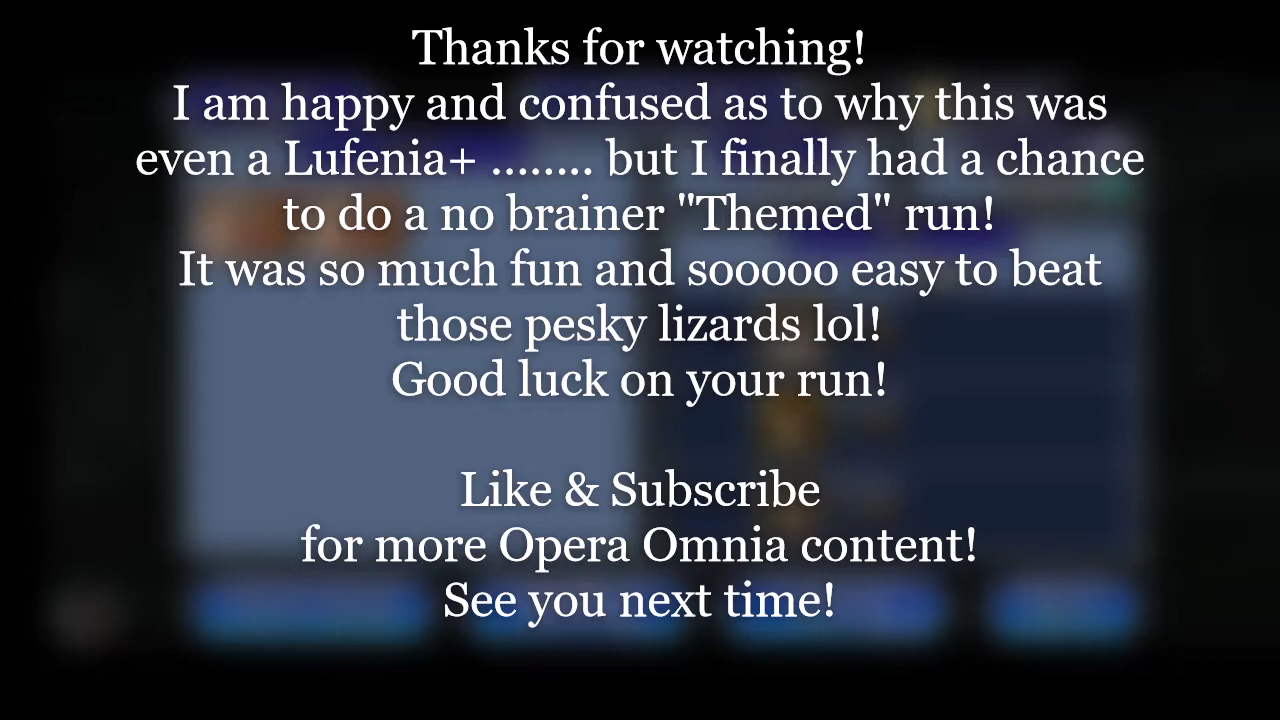 Thanks for watching!
I am happy and confused as to why this was
even a Lufenia+ ........ but I finally had a chance
to do a no brainer "Themed" run!
It was so much fun and sooooo easy to beat
those pesky lizards lol!
Good luck on your run!
Like & Subscribe
for more Opera Omnia content!
See you next time!